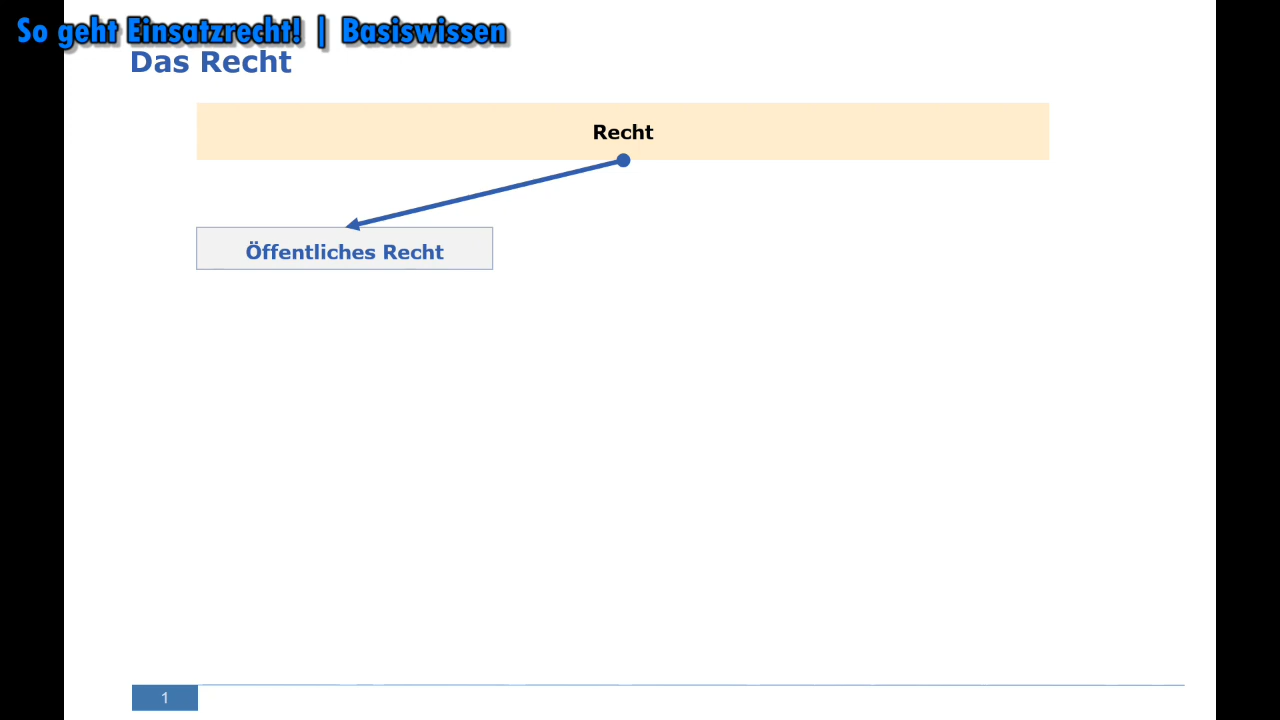 So geht Einsatzrecht! | Basiswissen
Das Recht
Recht
Öffentliches Recht
1